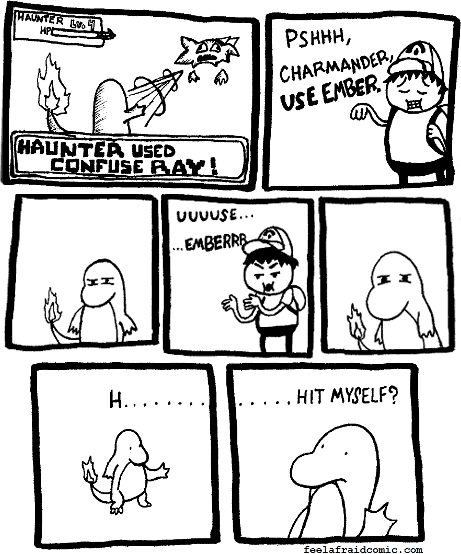 HAUNTER LV. 4
HP
HAUNTER USED
CONFUSE RAY!
PSHHH,
CHARMANDER,
USE EMBER.
UUUUSE...
...EMBERRR
H.............
......HIT MYSELF?
feelafraidcomic.com